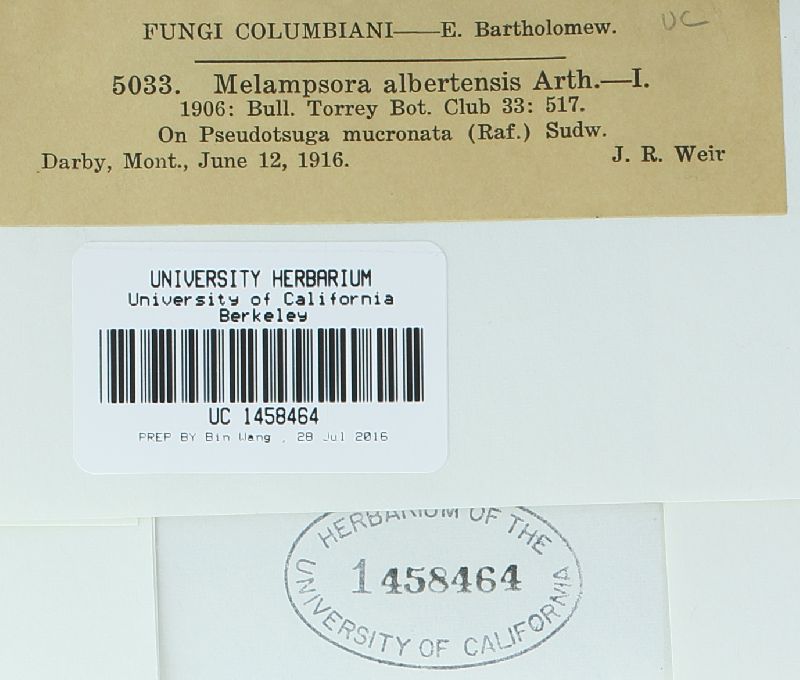 FUNGI COLUMBIANI——E. Bartholomew.
UC
5033. Melampsora albertensis Arth.—I.
1906: Bull. Torrey Bot. Club 33: 517.
On Pseudotsuga mucronata (Raf.) Sudw.
Darby, Mont., June 12, 1916. J. R. Weir
UNIVERSITY HERBARIUM
University of California
Berkeley
UC 1458464
PREP BY Bin Wang , 28 Jul 2016
HERBARIUM OF THE
1458464
UNIVERSITY OF CALIFORNIA